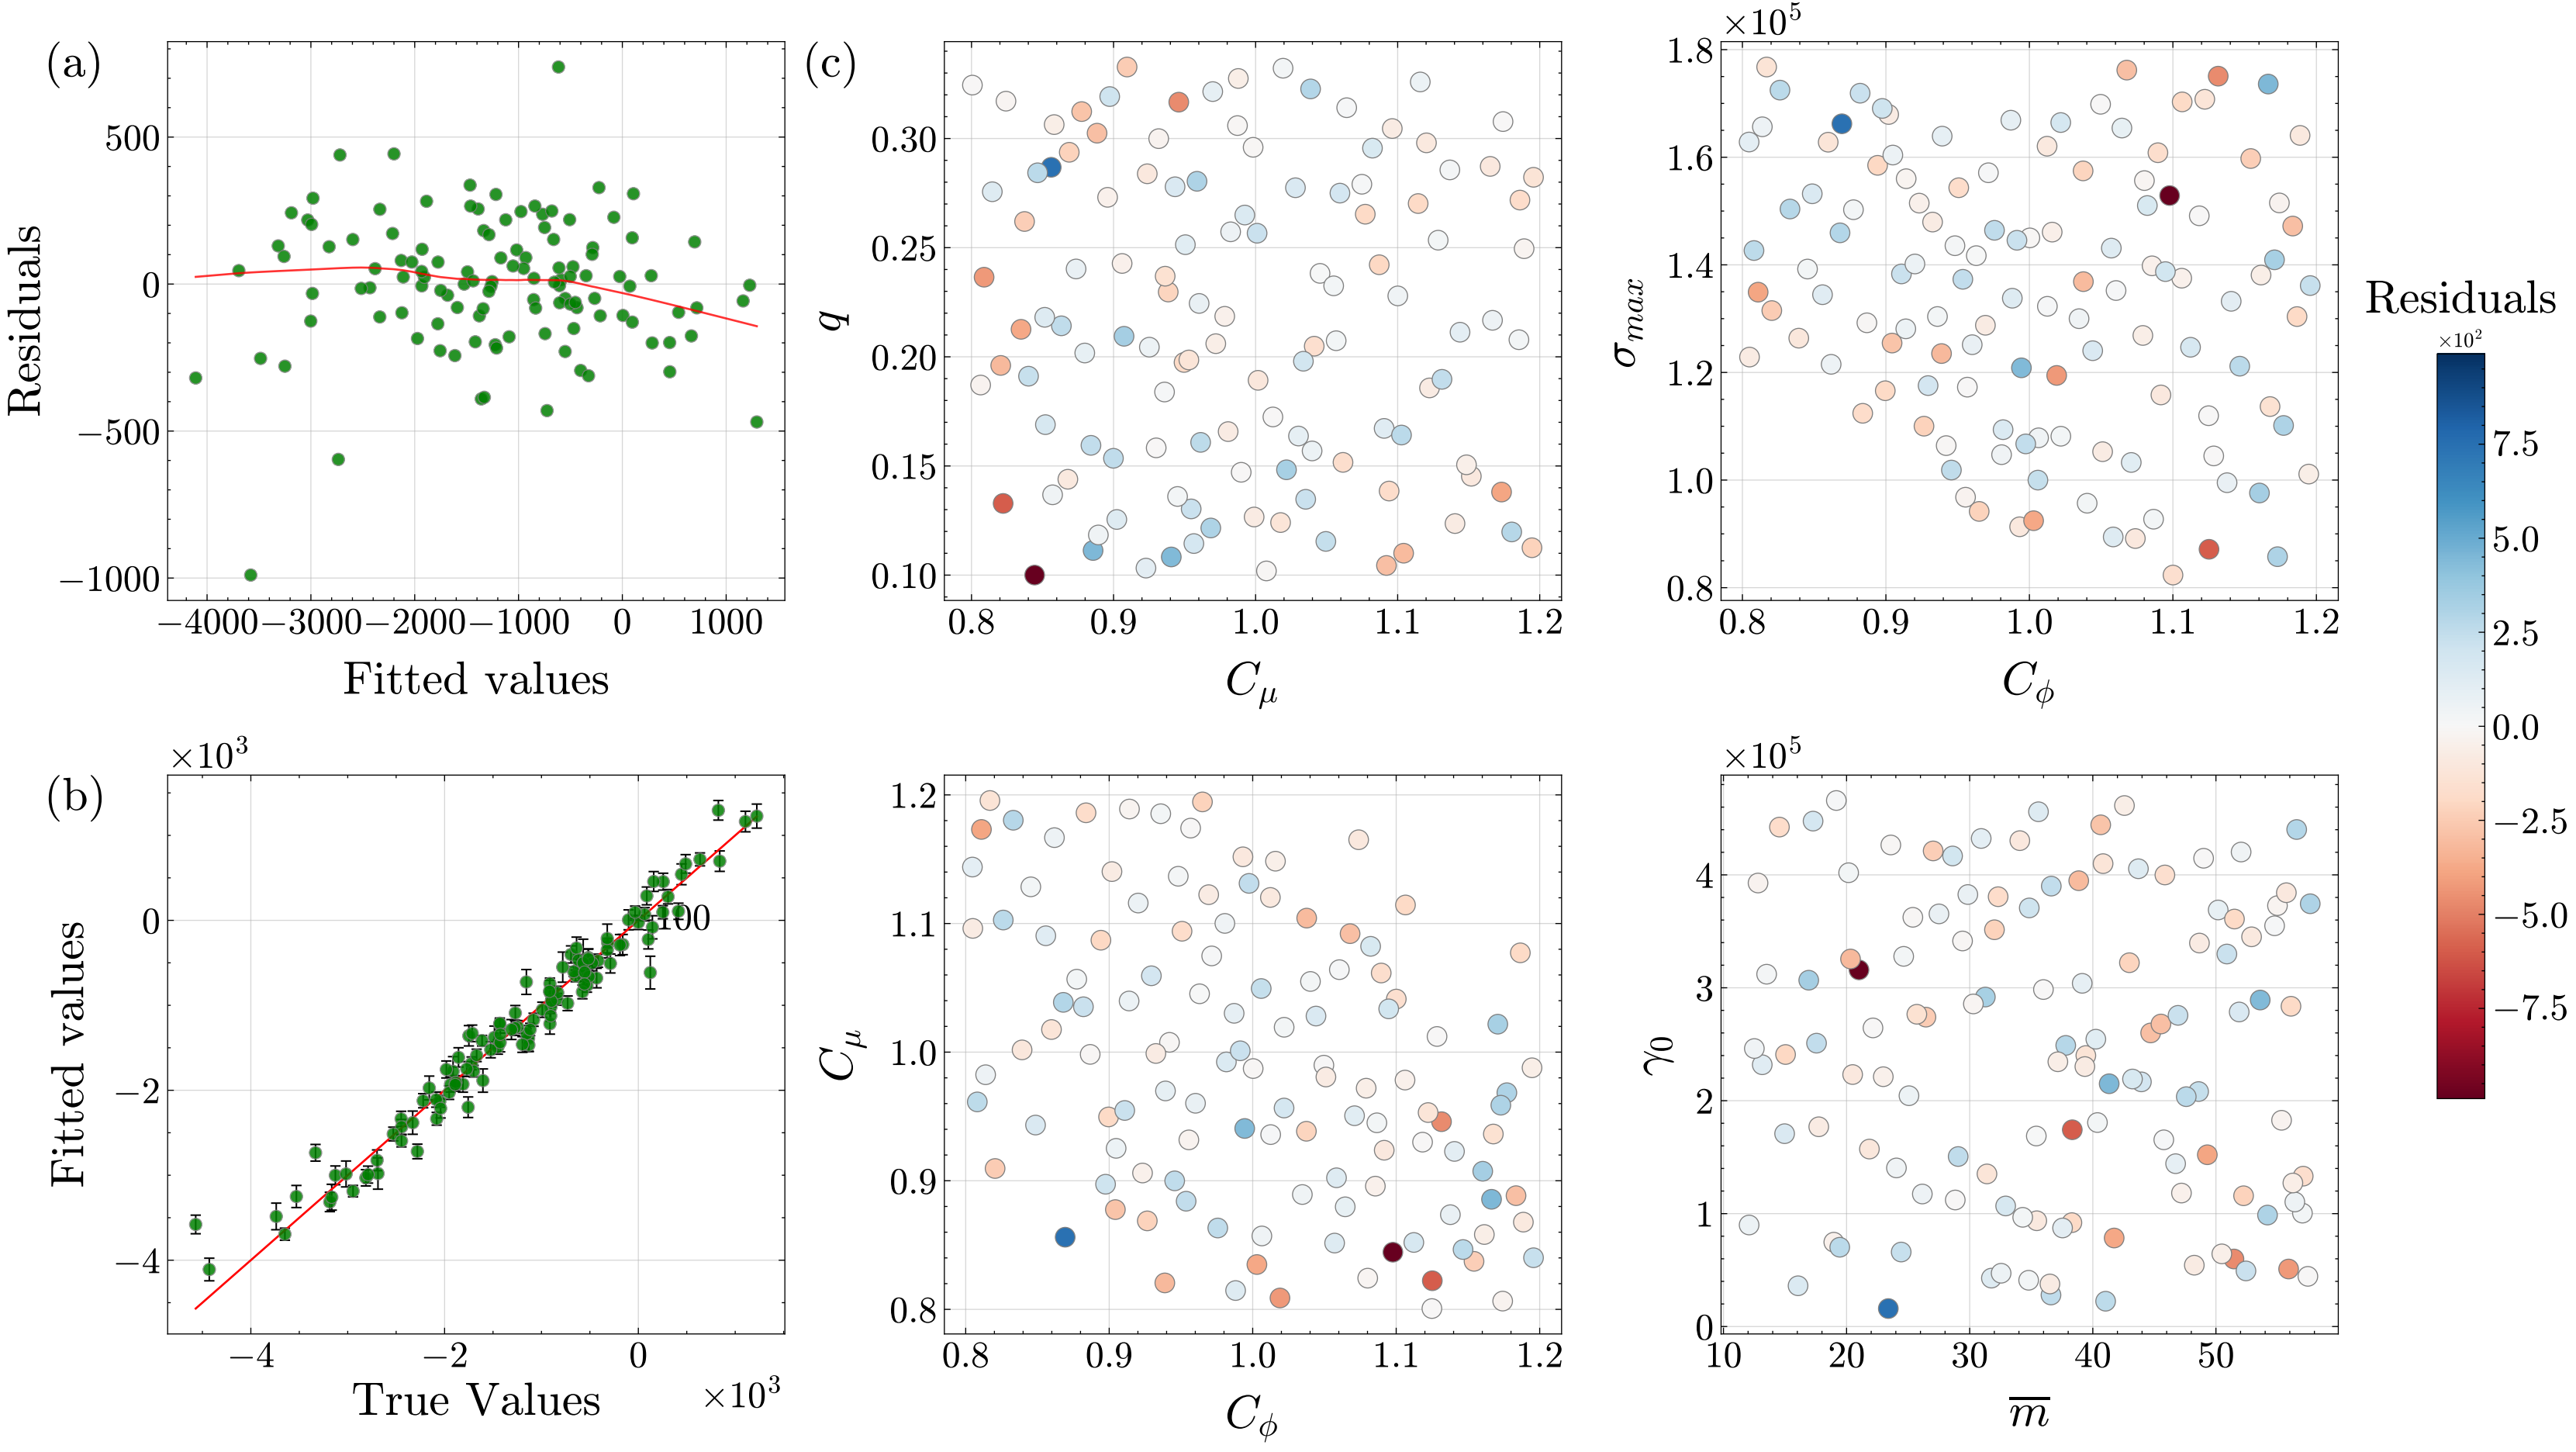 (a)
500
0
−500
−1000
Residuals
−4000 −3000 −2000 −1000 0 1000
Fitted values
(c)
0.30
0.25
0.20
0.15
0.10
q
0.8 0.9 1.0 1.1 1.2
C_μ
×10^5
1.8
1.6
1.4
1.2
1.0
0.8
σ_max
0.8 0.9 1.0 1.1 1.2
C_ϕ
Residuals
×10^2
7.5
5.0
2.5
0.0
−2.5
−5.0
−7.5
(b)
×10^3
0
−2
−4
Fitted values
−4 −2 0
True Values
×10^3
1.2
1.1
1.0
0.9
0.8
C_μ
0.8 0.9 1.0 1.1 1.2
C_ϕ
×10^5
4
3
2
1
0
γ_0
10 20 30 40 50
m̅